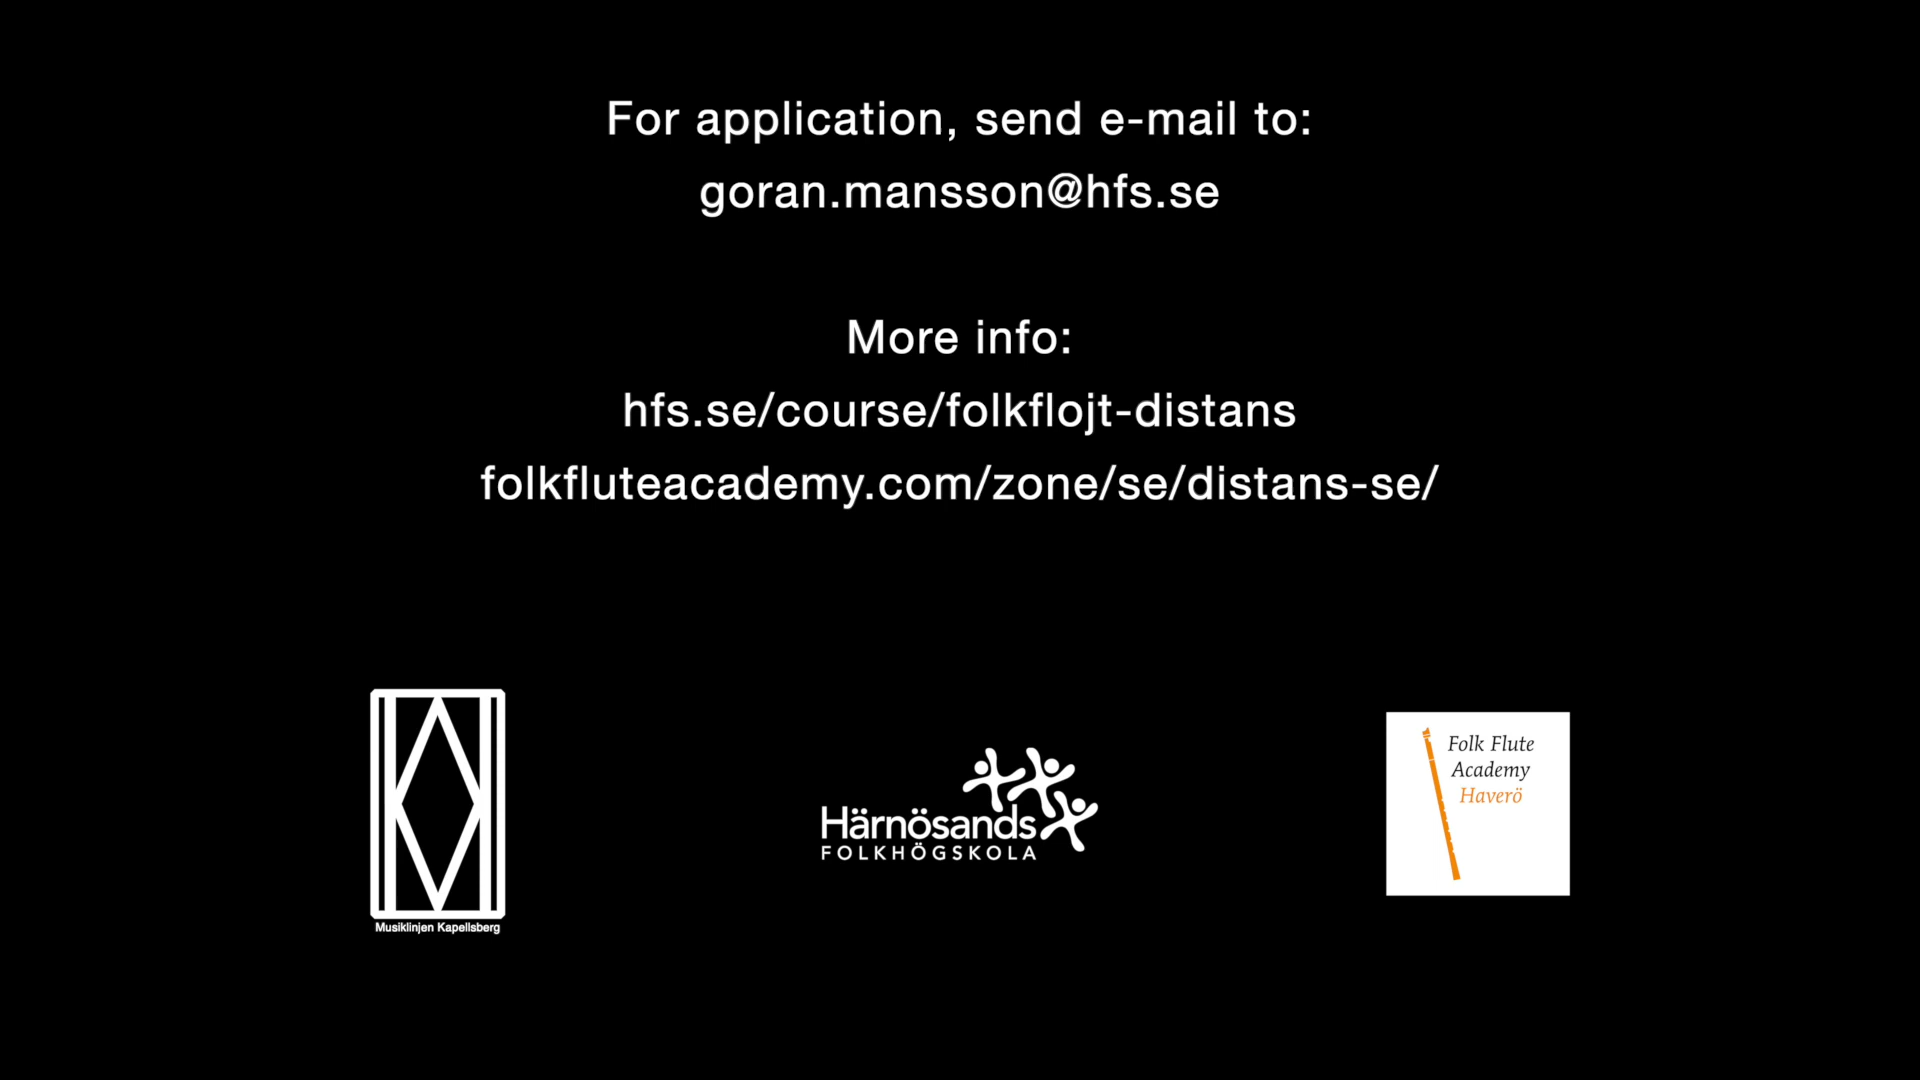 For application, send e-mail to:
goran.mansson@hfs.se
More info:
hfs.se/course/folkflojt-distans
folkfluteacademy.com/zone/se/distans-se/
Musiklinjen Kapellsberg
Härnösands
FOLKHÖGSKOLA
Folk Flute
Academy
Haverö